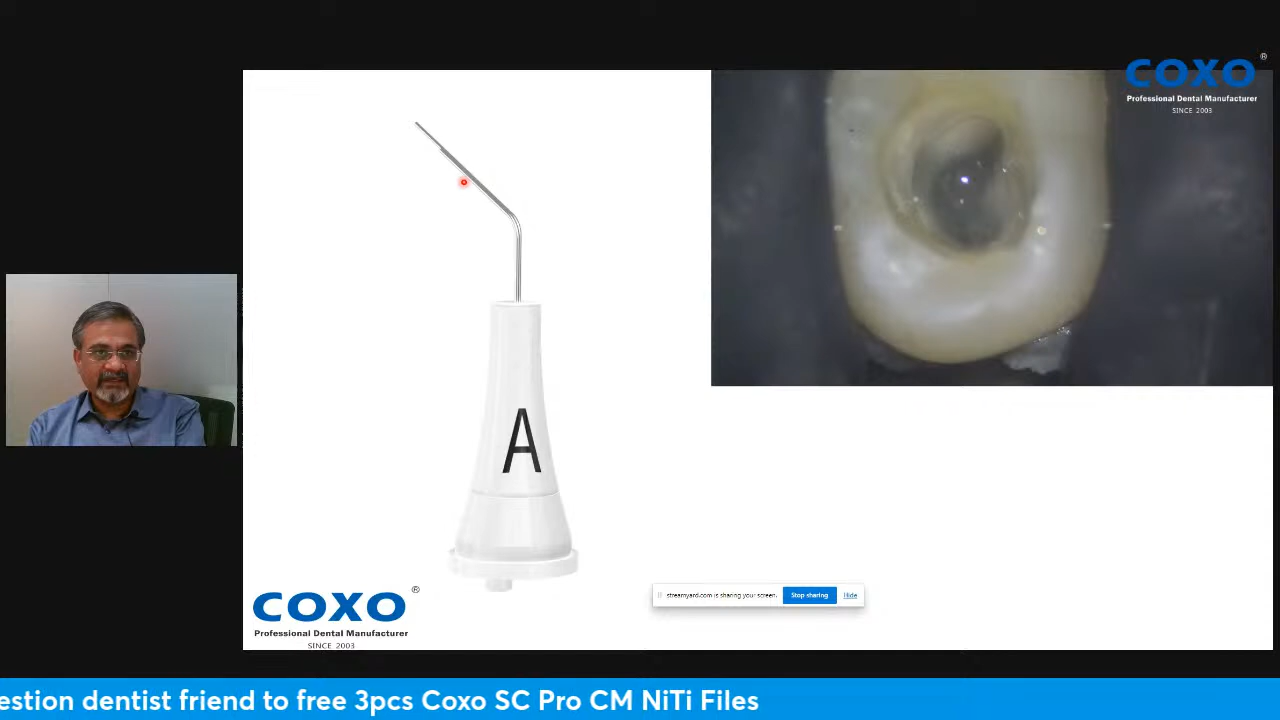 COXO ®
Professional Dental Manufacturer
SINCE 2003
A
COXO ®
Professional Dental Manufacturer
SINCE 2003
streamyard.com is sharing your screen. Stop sharing Hide
estion dentist friend to free 3pcs Coxo SC Pro CM NiTi Files